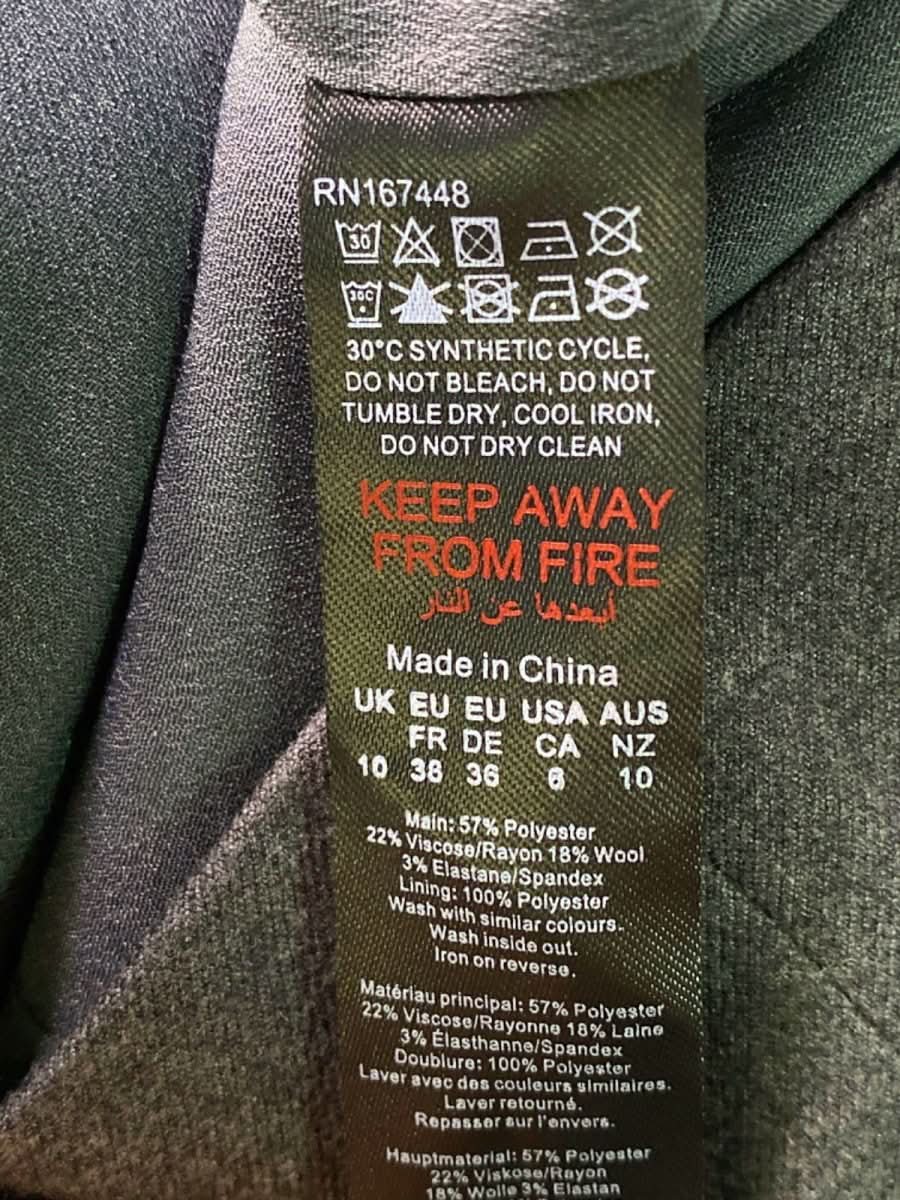 RN167448
30
30C
30°C SYNTHETIC CYCLE,
DO NOT BLEACH, DO NOT
TUMBLE DRY, COOL IRON,
DO NOT DRY CLEAN
KEEP AWAY
FROM FIRE
أبعدها عن النار
Made in China
UK EU EU USA AUS
FR DE CA NZ
10 38 36 6 10
Main: 57% Polyester
22% Viscose/Rayon 18% Wool
3% Elastane/Spandex
Lining: 100% Polyester
Wash with similar colours.
Wash inside out.
Iron on reverse.
Matériau principal: 57% Polyester
22% Viscose/Rayonne 18% Laine
3% Élasthanne/Spandex
Doublure: 100% Polyester
Laver avec des couleurs similaires.
Laver retourné.
Repasser sur l'envers.
Hauptmaterial: 57% Polyester
22% Viskose/Rayon
18% Wolle 3% Elastan